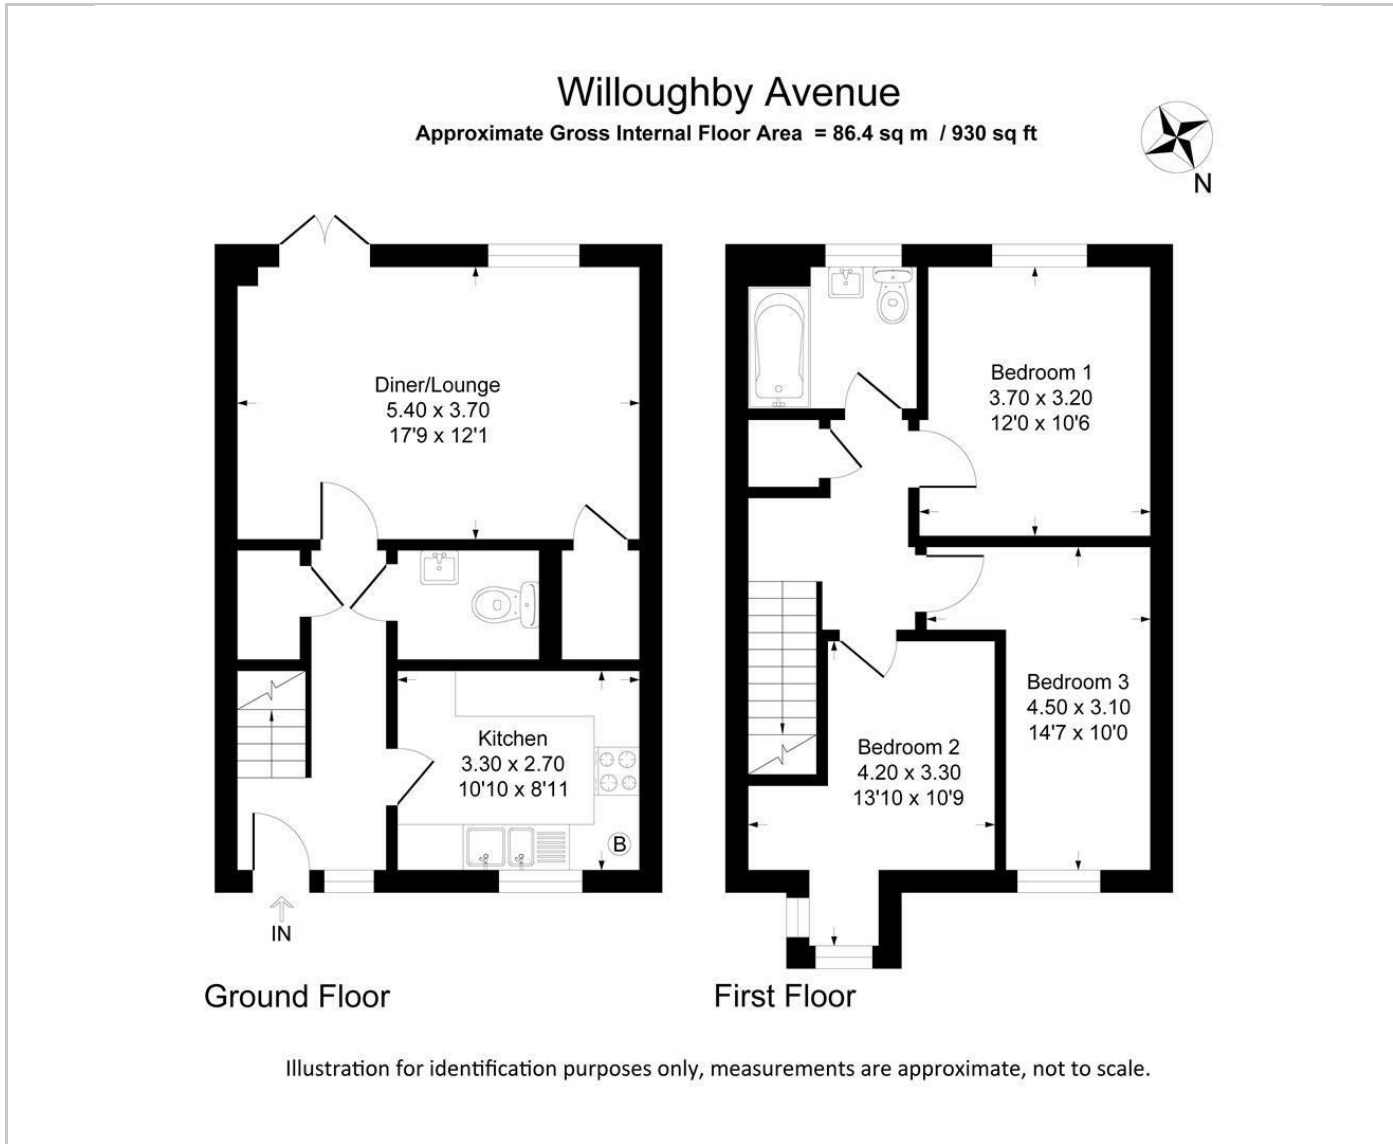 Willoughby Avenue
Approximate Gross Internal Floor Area = 86.4 sq m / 930 sq ft
N
Diner/Lounge
5.40 x 3.70
17'9 x 12'1
Kitchen
3.30 x 2.70
10'10 x 8'11
B
IN
Ground Floor
Bedroom 1
3.70 x 3.20
12'0 x 10'6
Bedroom 3
4.50 x 3.10
14'7 x 10'0
Bedroom 2
4.20 x 3.30
13'10 x 10'9
First Floor
Illustration for identification purposes only, measurements are approximate, not to scale.